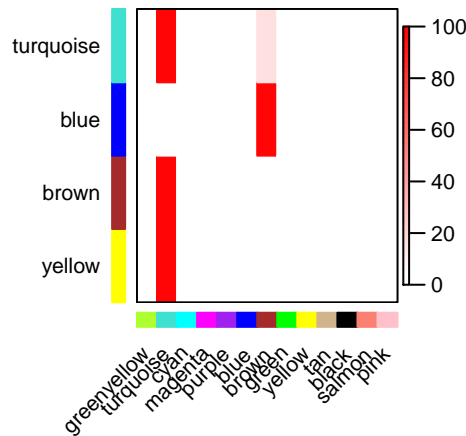 turquoise
blue
brown
yellow
100
80
60
40
20
0
greenyellow
turquoise
cyan
magenta
purple
blue
brown
green
yellow
tan
black
salmon
pink